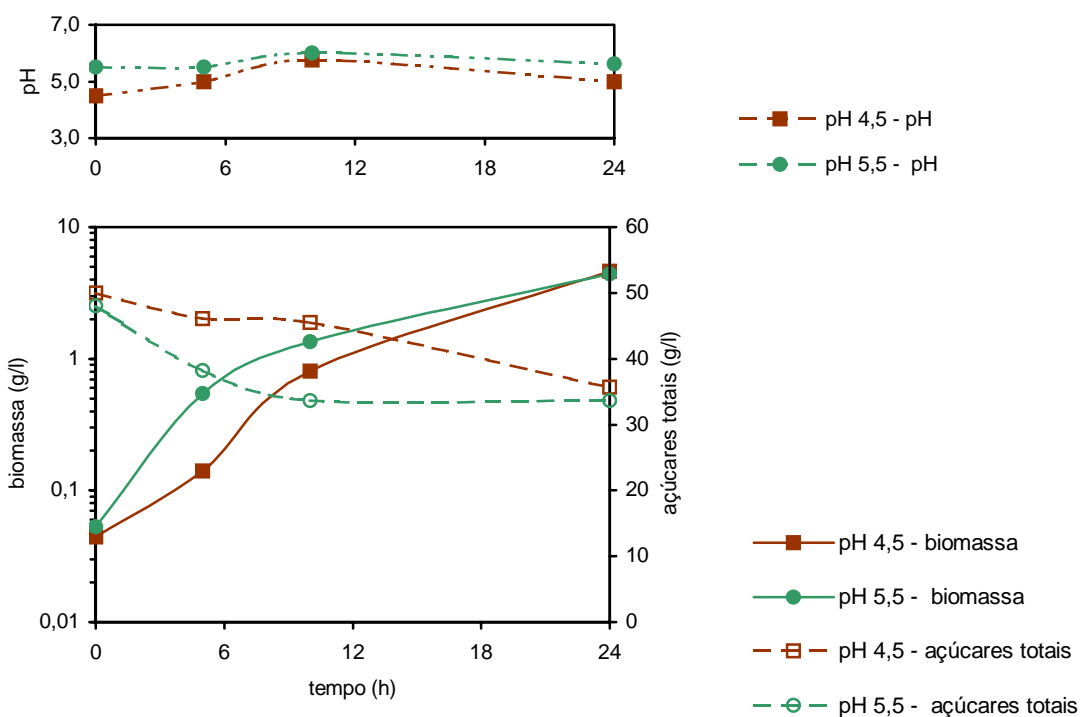 7,0
5,0
3,0
pH
0 6 12 18 24
pH 4,5 - pH
pH 5,5 - pH
10
1
0,1
0,01
biomassa (g/l)
60
50
40
30
20
10
0
açúcares totais (g/l)
0 6 12 18 24
tempo (h)
pH 4,5 - biomassa
pH 5,5 - biomassa
pH 4,5 - açúcares totais
pH 5,5 - açúcares totais